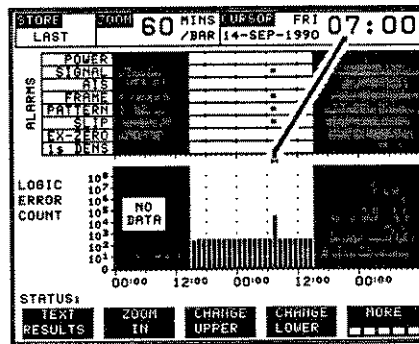 STORE ZOOM 60 MINS /BAR CURSOR FRI 07:00
LAST 14-SEP-1990
ALARMS
POWER
SIGNAL
AIS
FRAME
PATTERN
SLIP
EX-ZERO
1s DENS
LOGIC ERROR COUNT
10⁸
10⁷
10⁶
10⁵
10⁴
10³
10²
10¹
0
NO DATA
00:00 12:00 00:00 12:00 00:00
STATUS:
TEXT RESULTS
ZOOM IN
CHANGE UPPER
CHANGE LOWER
MORE